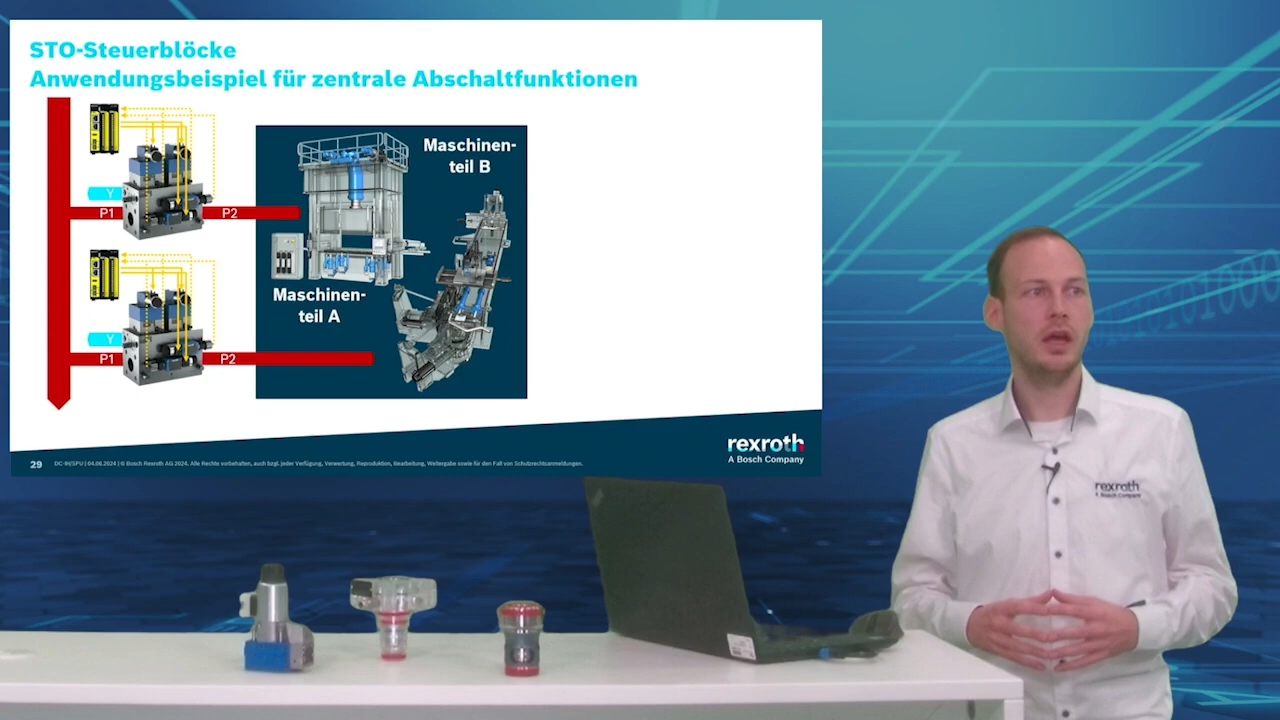 STO-Steuerblöcke
Anwendungsbeispiel für zentrale Abschaltfunktionen
Maschinen-
teil B
Y
P1
P2
Maschinen-
teil A
Y
P1
P2
rexroth
A Bosch Company
29 DC-IH/SPU | 04.06.2024 | © Bosch Rexroth AG 2024. Alle Rechte vorbehalten, auch bzgl. jeder Verfügung, Verwertung, Reproduktion, Bearbeitung, Weitergabe sowie für den Fall von Schutzrechtsanmeldungen.
rexroth
A Bosch Company